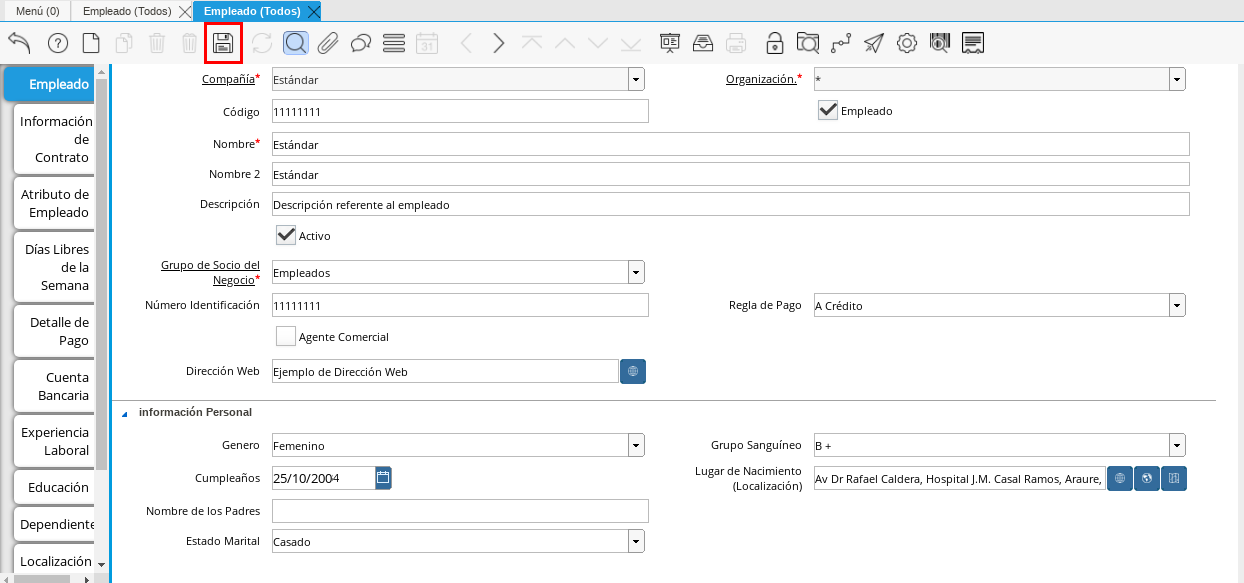 Menú (0)
Empleado (Todos)
Empleado (Todos)
31
Empleado
Información
de
Contrato
Atributo de
Empleado
Días Libres
de la
Semana
Detalle de
Pago
Cuenta
Bancaria
Experiencia
Laboral
Educación
Dependiente
Localización
Compañía* Estándar
Organización.* *
Código 11111111
Empleado
Nombre* Estándar
Nombre 2 Estándar
Descripción Descripción referente al empleado
Activo
Grupo de Socio del
Negocio* Empleados
Número Identificación 11111111
Regla de Pago A Crédito
Agente Comercial
Dirección Web Ejemplo de Dirección Web
información Personal
Genero Femenino
Grupo Sanguíneo B +
Cumpleaños 25/10/2004
Lugar de Nacimiento
(Localización) Av Dr Rafael Caldera, Hospital J.M. Casal Ramos, Araure,
Nombre de los Padres
Estado Marital Casado